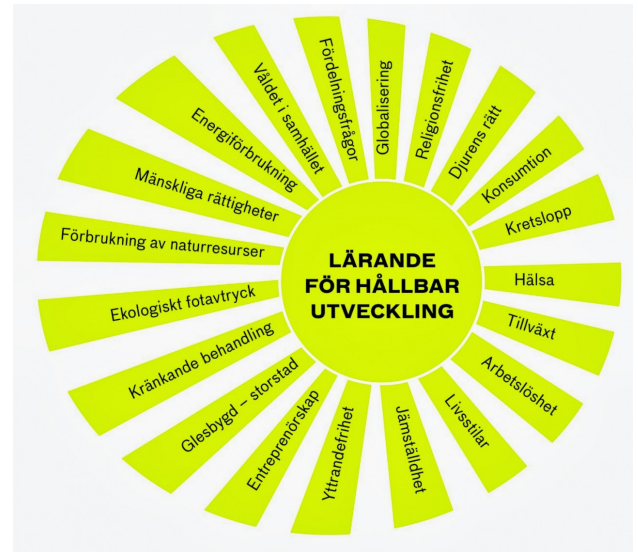 LÄRANDE
FÖR HÅLLBAR
UTVECKLING
Fördelningsfrågor
Globalisering
Religionsfrihet
Djurens rätt
Konsumtion
Kretslopp
Hälsa
Tillväxt
Arbetslöshet
Livsstilar
Jämställdhet
Yttrandefrihet
Entreprenörskap
Glesbygd – storstad
Kränkande behandling
Ekologiskt fotavtryck
Förbrukning av naturresurser
Mänskliga rättigheter
Energiförbrukning
Våldet i samhället